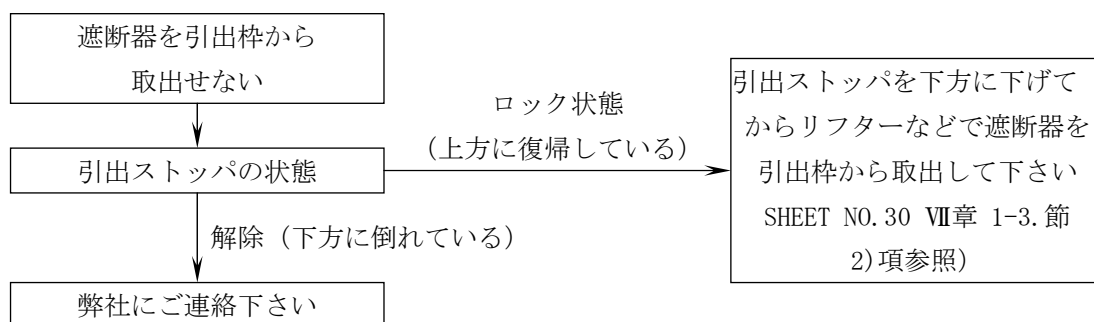 遮断器を引出枠から
取出せない
引出ストッパの状態
ロック状態
(上方に復帰している)
引出ストッパを下方に下げて
からリフターなどで遮断器を
引出枠から取出して下さい
SHEET NO.30 Ⅶ章 1-3.節
2)項参照)
解除(下方に倒れている)
弊社にご連絡下さい